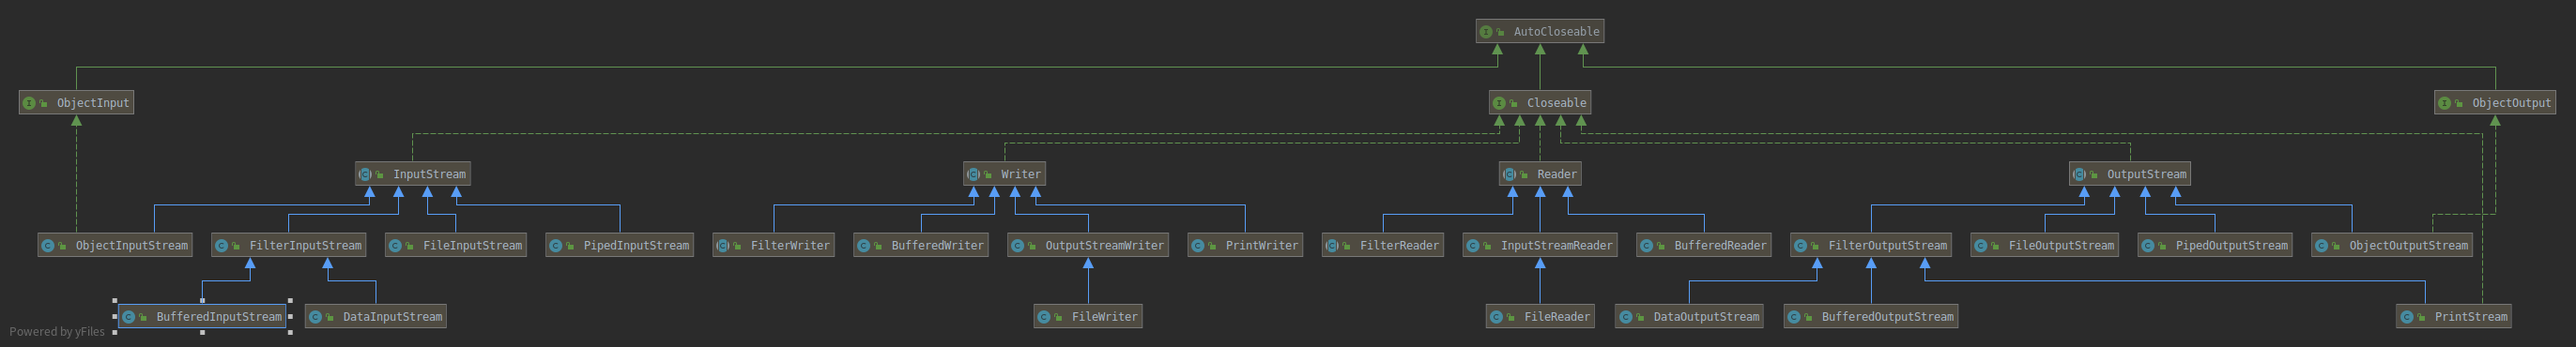 AutoCloseable
ObjectInput
Closeable
ObjectOutput
InputStream
Writer
Reader
OutputStream
ObjectInputStream
FilterInputStream
FileInputStream
PipedInputStream
FilterWriter
BufferedWriter
OutputStreamWriter
PrintWriter
FilterReader
InputStreamReader
BufferedReader
FilterOutputStream
FileOutputStream
PipedOutputStream
ObjectOutputStream
BufferedInputStream
DataInputStream
FileWriter
FileReader
DataOutputStream
BufferedOutputStream
PrintStream
Powered by yFiles